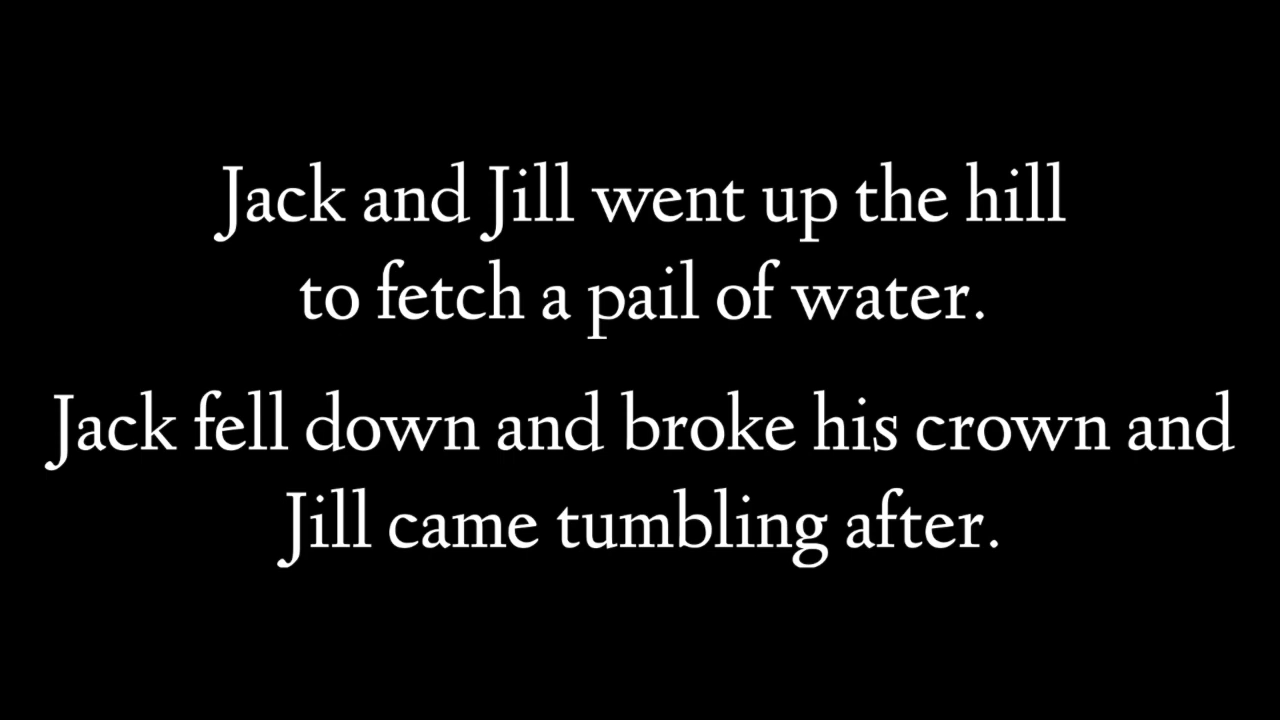 Jack and Jill went up the hill
to fetch a pail of water.
Jack fell down and broke his crown and
Jill came tumbling after.